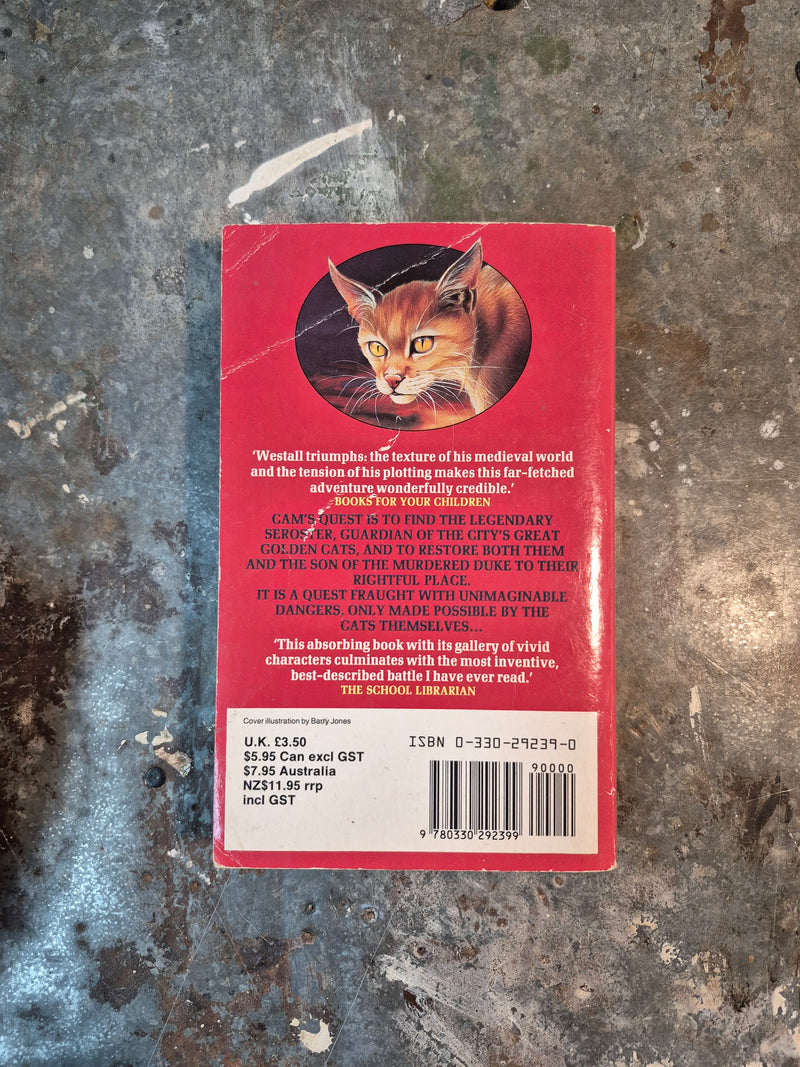 ‘Westall triumphs: the texture of his medieval world
and the tension of his plotting makes this far-fetched
adventure wonderfully credible.’
BOOKS FOR YOUR CHILDREN
CAM'S QUEST IS TO FIND THE LEGENDARY
SEROSTER, GUARDIAN OF THE CITY'S GREAT
GOLDEN CATS, AND TO RESTORE BOTH THEM
AND THE SON OF THE MURDERED DUKE TO THEIR
RIGHTFUL PLACE.
IT IS A QUEST FRAUGHT WITH UNIMAGINABLE
DANGERS. ONLY MADE POSSIBLE BY THE
CATS THEMSELVES...
‘This absorbing book with its gallery of vivid
characters culminates with the most inventive,
best-described battle I have ever read.’
THE SCHOOL LIBRARIAN
Cover illustration by Barry Jones
U.K. £3.50
$5.95 Can excl GST
$7.95 Australia
NZ$11.95 rrp
incl GST
ISBN 0-330-29239-0
90000
9 780330 292399